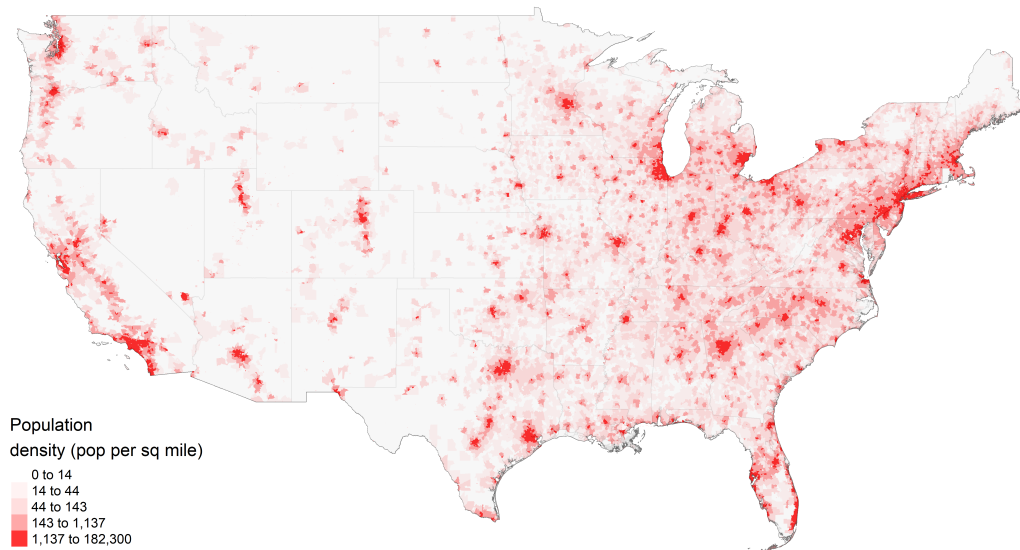 Population
density (pop per sq mile)
0 to 14
14 to 44
44 to 143
143 to 1,137
1,137 to 182,300